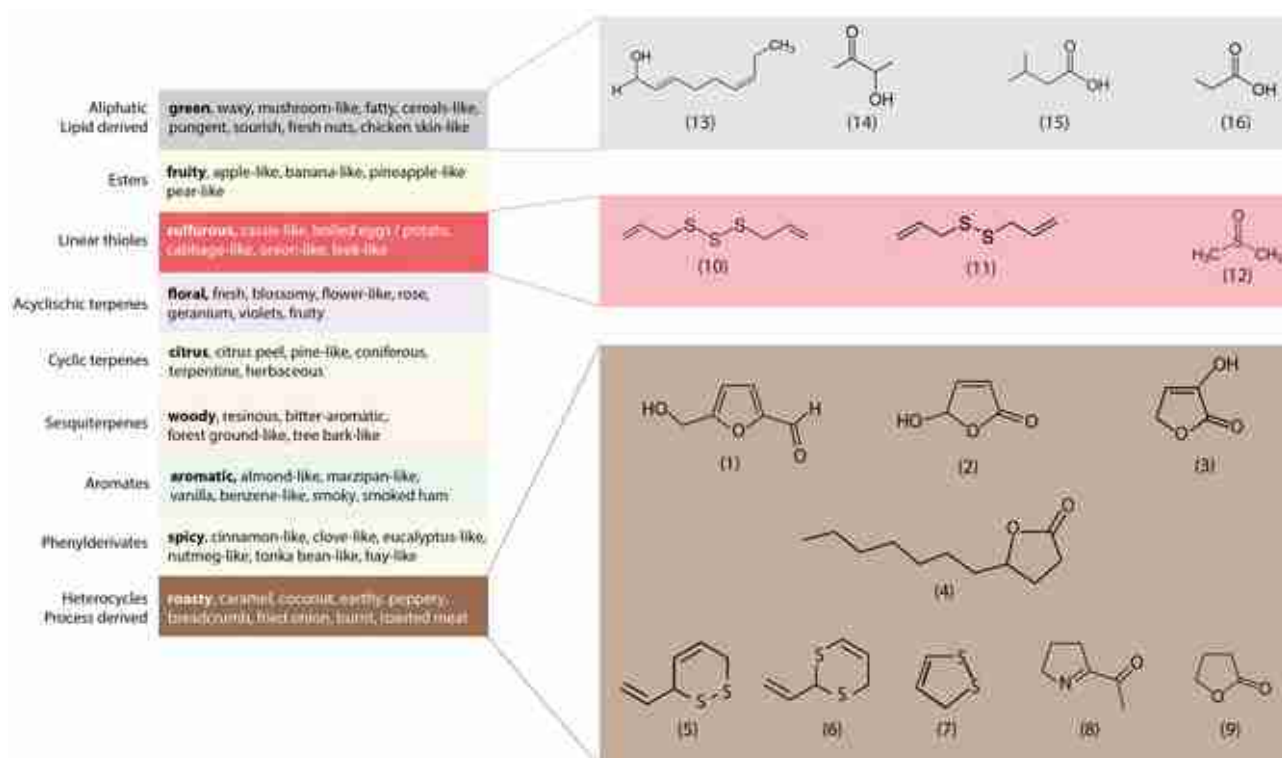 Aliphatic
Lipid derived
green, waxy, mushroom-like, fatty, cereals-like,
pungent, sourish, fresh nuts, chicken skin-like
Esters
fruity, apple-like, banana-like, pineapple-like
pear-like
Linear thioles
sulfurous, cassis-like, boiled eggs / potato,
cabbage-like, onion-like, leek-like
Acyclischic terpenes
floral, fresh, blossomy, flower-like, rose,
geranium, violets, fruity
Cyclic terpenes
citrus, citrus peel, pine-like, coniferous,
terpentine, herbaceous
Sesquiterpenes
woody, resinous, bitter-aromatic,
forest ground-like, tree bark-like
Aromates
aromatic, almond-like, marzipan-like,
vanilla, benzene-like, smoky, smoked ham
Phenylderivates
spicy, cinnamon-like, clove-like, eucalyptus-like,
nutmeg-like, tonka bean-like, hay-like
Heterocycles
Process derived
roasty, caramel, coconut, earthy, peppery,
breadcrumb, fried onion, burnt, roasted meat
OH CH₃ O O
H OH OH OH
(13) (14) (15) (16)
S S S S S O
H₃C S CH₃
(10) (11) (12)
HO O H O
HO O O
OH O O
(1) (2) (3)
O O
(4)
S S S S S S N O O O
(5) (6) (7) (8) (9)